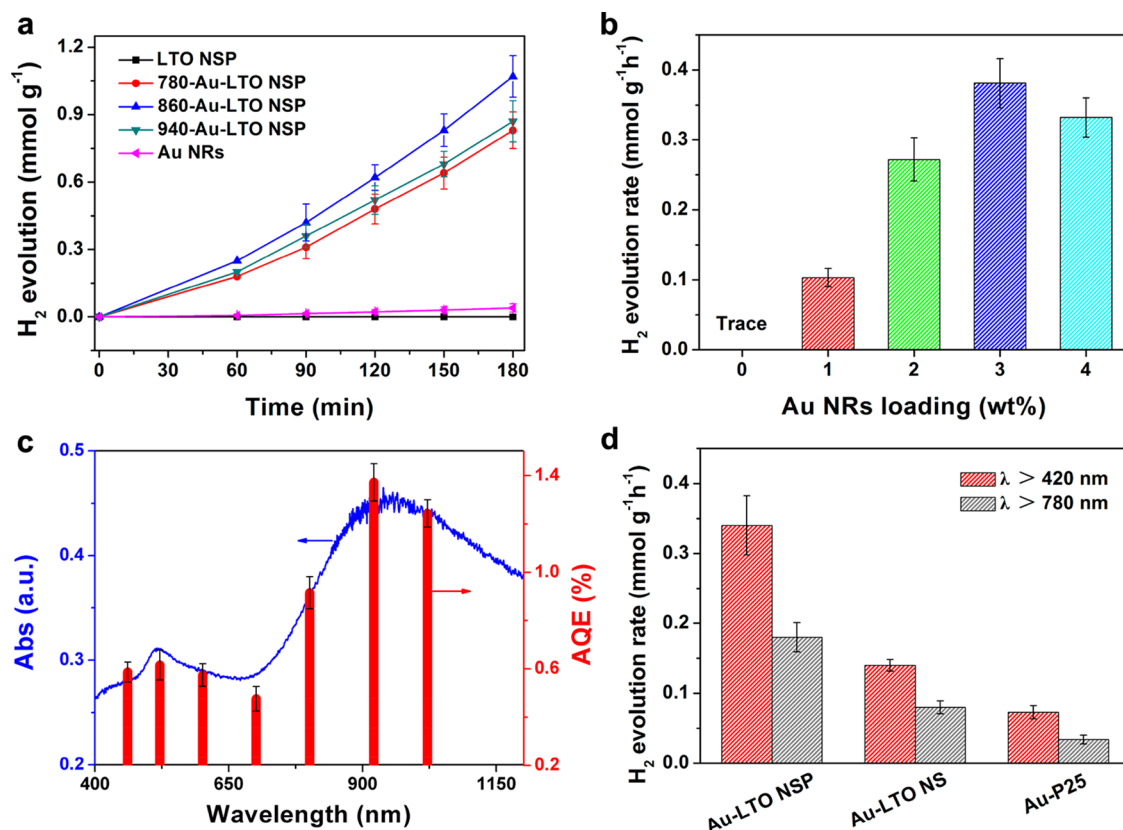 a
H₂ evolution (mmol g⁻¹)
1.2
0.9
0.6
0.3
0.0
LTO NSP
780-Au-LTO NSP
860-Au-LTO NSP
940-Au-LTO NSP
Au NRs
0 60 90 120 150 180
Time (min)
b
H₂ evolution rate (mmol g⁻¹h⁻¹)
0.4
0.3
0.2
0.1
0.0
Trace
0 1 2 3 4
Au NRs loading (wt%)
c
Abs (a.u.)
0.5
0.4
0.3
0.2
1.4
1.0
0.6
0.2
AQE (%)
400 650 900 1150
Wavelength (nm)
d
H₂ evolution rate (mmol g⁻¹h⁻¹)
0.4
0.3
0.2
0.1
0.0
λ > 420 nm
λ > 780 nm
Au-LTO NSP
Au-LTO NS
Au-P25